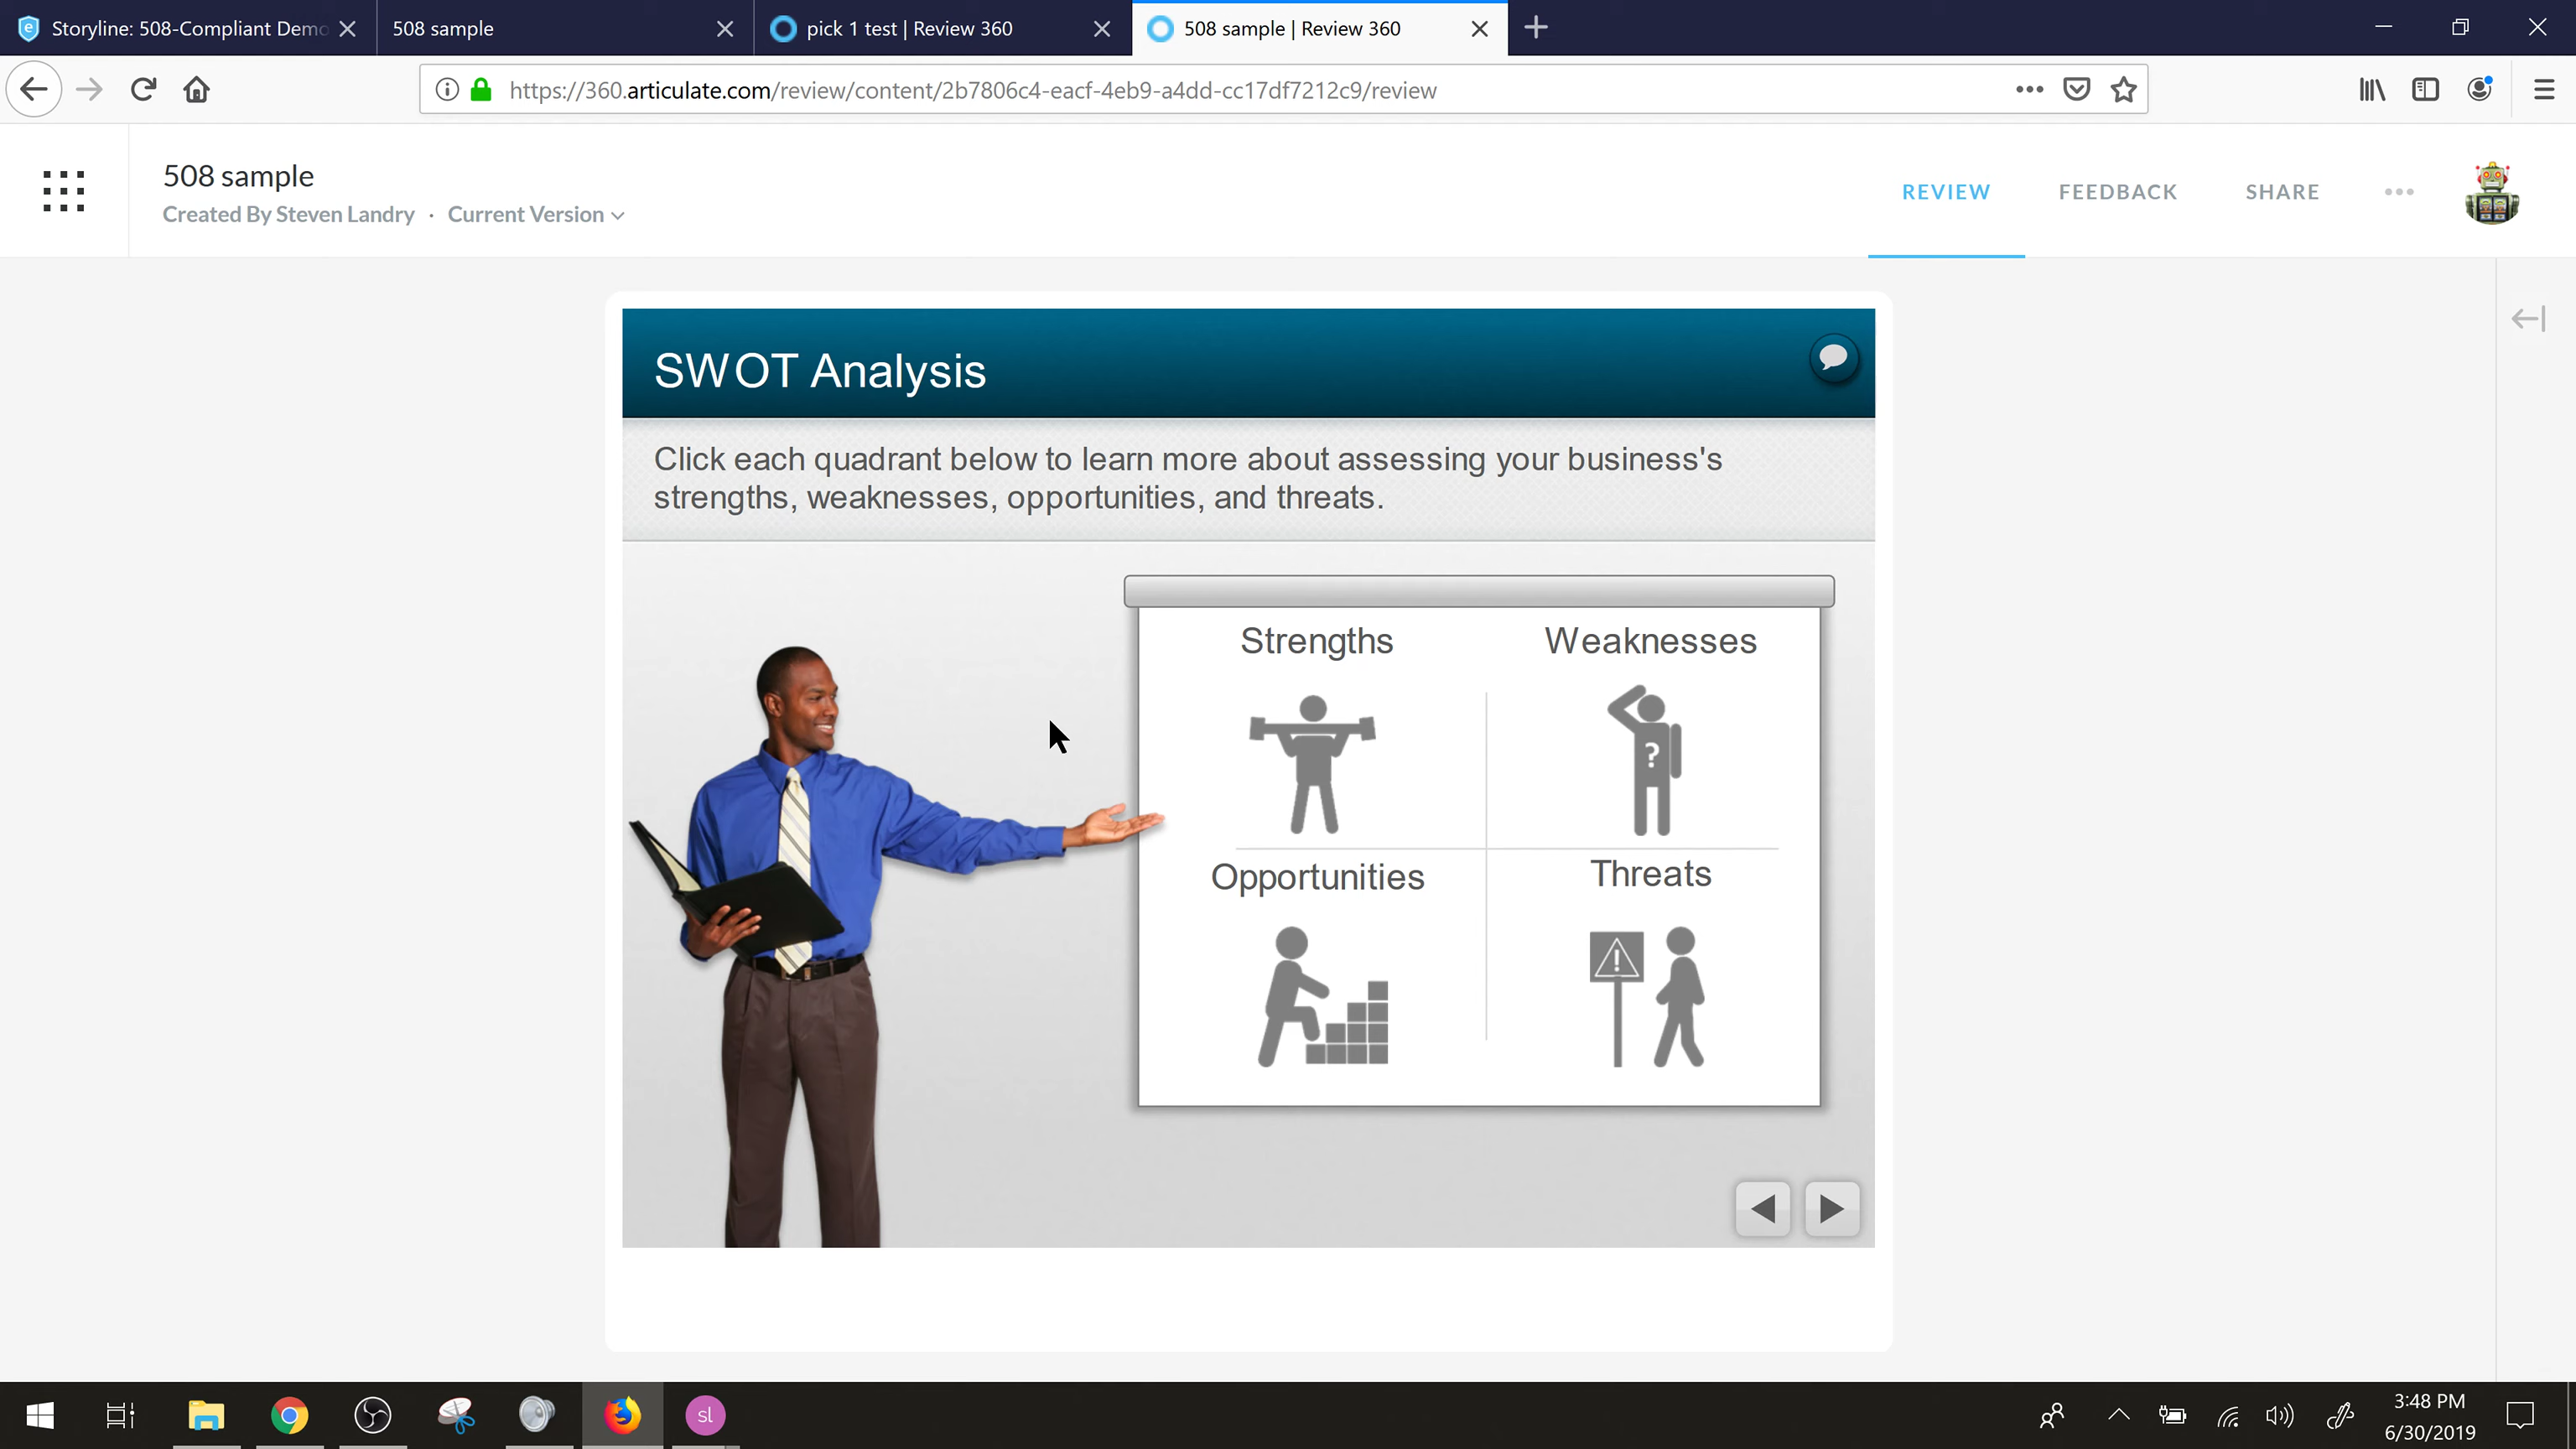 Storyline: 508-Compliant Demo
508 sample
pick 1 test | Review 360
508 sample | Review 360
https://360.articulate.com/review/content/2b7806c4-eacf-4eb9-a4dd-cc17df7212c9/review
508 sample
Created By Steven Landry · Current Version
REVIEW
FEEDBACK
SHARE
SWOT Analysis
Click each quadrant below to learn more about assessing your business's
strengths, weaknesses, opportunities, and threats.
Strengths
Weaknesses
?
Opportunities
Threats
!
sl
3:48 PM
6/30/2019